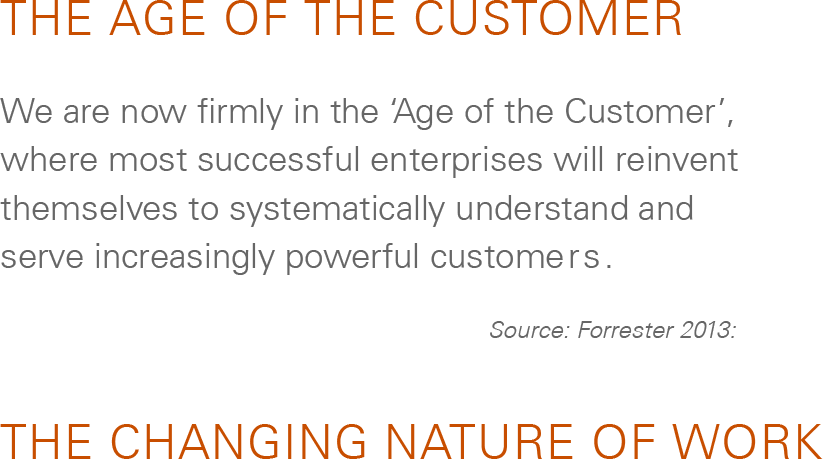 THE AGE OF THE CUSTOMER
We are now firmly in the ‘Age of the Customer’,
where most successful enterprises will reinvent
themselves to systematically understand and
serve increasingly powerful customers.
Source: Forrester 2013:
THE CHANGING NATURE OF WORK